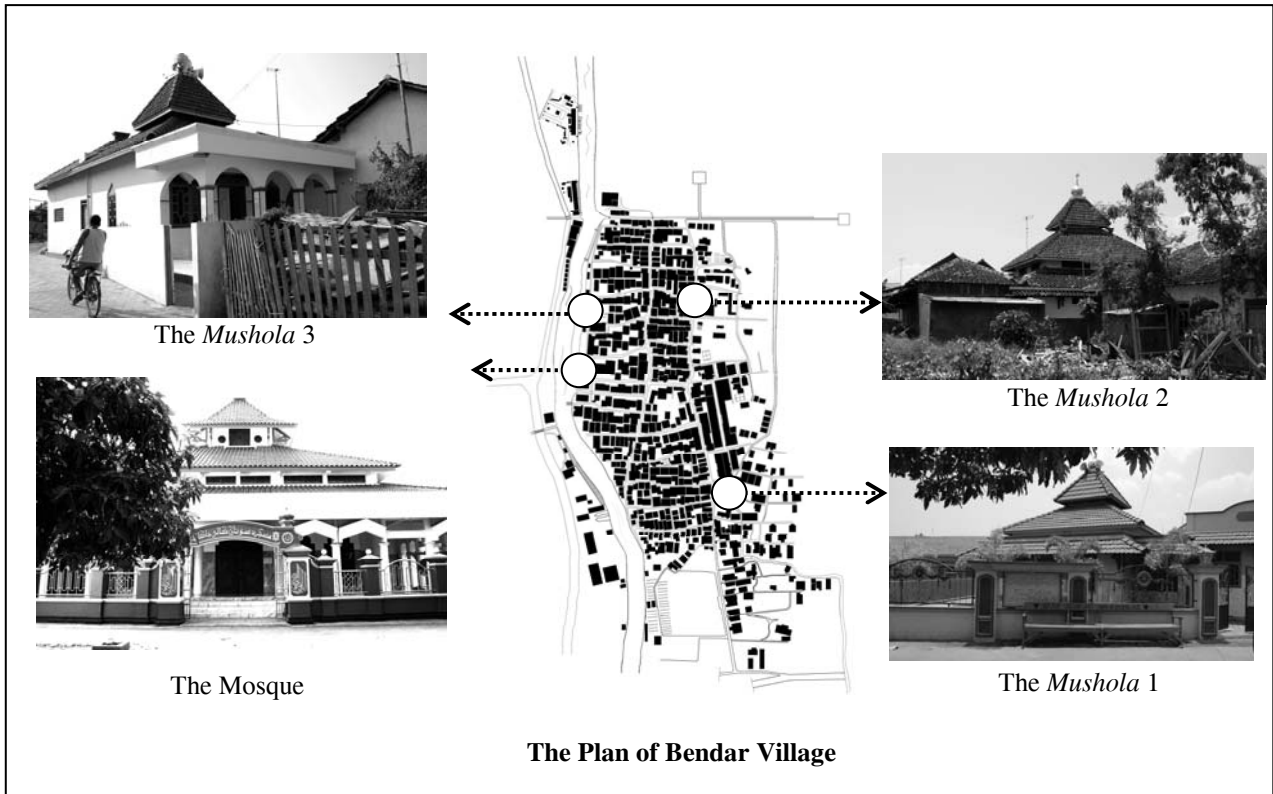 The Mushola 3
The Mushola 2
The Mosque
The Mushola 1
The Plan of Bendar Village